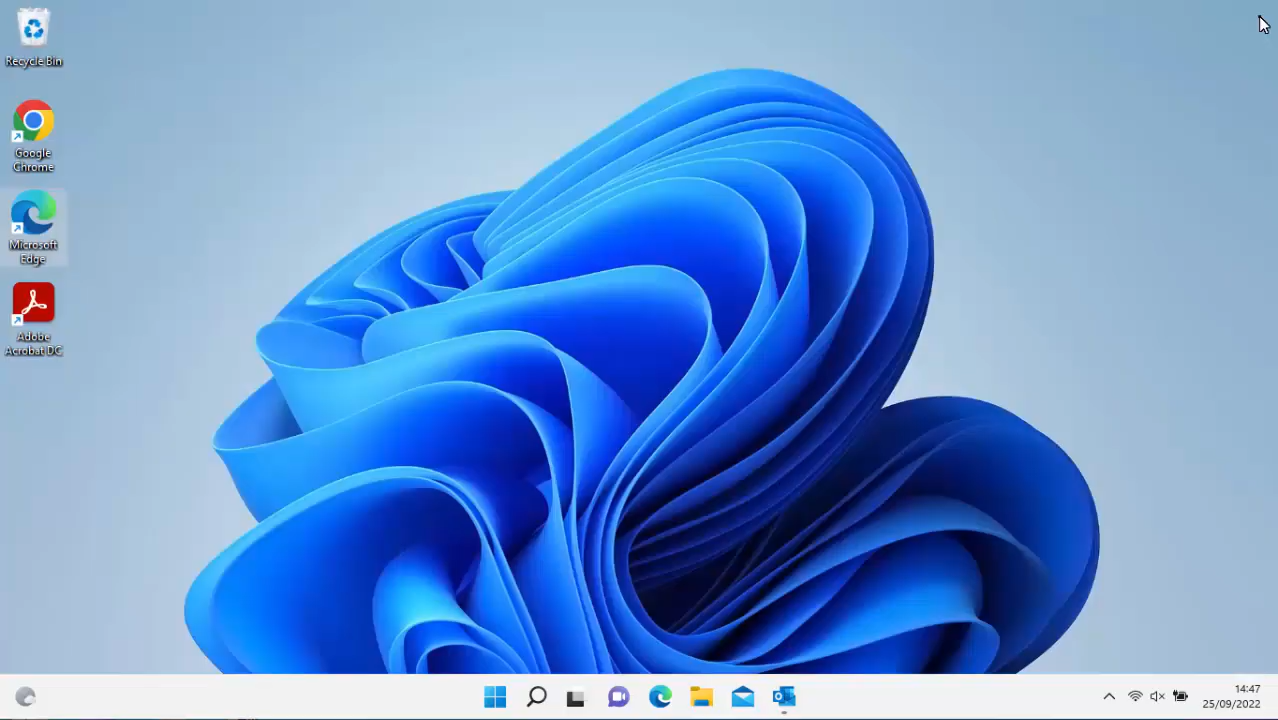 Recycle Bin
Google
Chrome
Microsoft
Edge
Adobe
Acrobat DC
14:47
25/09/2022